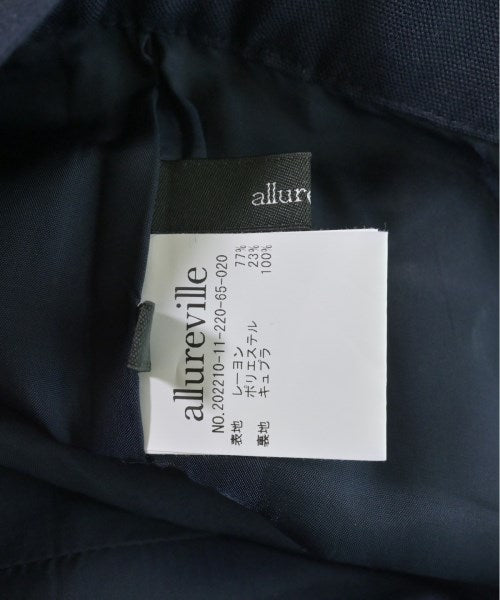 allure
allureville
NO.202210-11-220-65-020
表地 レーヨン 77%
ポリエステル 23%
裏地 キュプラ 100%